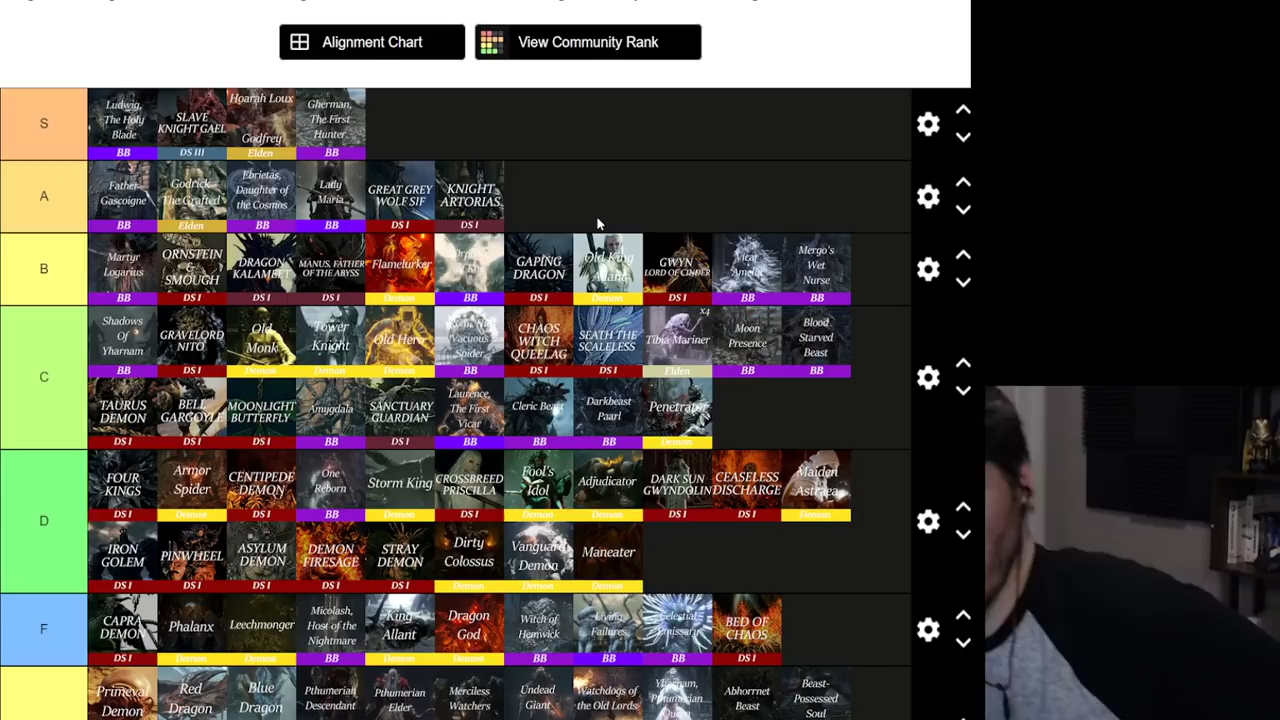 Alignment Chart
View Community Rank
S
Ludwig,
The Holy
Blade
BB
SLAVE
KNIGHT GAEL
DS III
Hoarah Loux
Godfrey
Elden
Gherman,
The First
Hunter
BB
A
Father
Gascoigne
BB
Godrick
The Grafted
Elden
Ebrietas,
Daughter of
the Cosmos
BB
Lady
Maria
BB
GREAT GREY
WOLF SIF
DS I
KNIGHT
ARTORIAS
DS I
B
Martyr
Logarius
BB
ORNSTEIN
&
SMOUGH
DS I
DRAGON
KALAMEET
DS I
MANUS, FATHER
OF THE ABYSS
DS I
Flamelurker
Demon
BB
GAPING
DRAGON
DS I
Old King
Allant
Demon
GWYN
LORD OF CINDER
DS I
Vicar
Amelia
BB
Mergo's
Wet
Nurse
BB
C
Shadows
Of
Yharnam
BB
GRAVELORD
NITO
DS I
Old
Monk
Demon
Tower
Knight
Demon
Old Hero
Demon
Vacuous
Spider
BB
CHAOS
WITCH
QUEELAG
DS I
SEATH THE
SCALELESS
DS I
x4
Tibia Mariner
Elden
Moon
Presence
BB
Blood
Starved
Beast
BB
TAURUS
DEMON
DS I
BELL
GARGOYLE
DS I
MOONLIGHT
BUTTERFLY
DS I
Amygdala
BB
SANCTUARY
GUARDIAN
DS I
Laurence,
The First
Vicar
BB
Cleric Beast
BB
Darkbeast
Paarl
BB
Penetrator
Demon
D
FOUR
KINGS
DS I
Armor
Spider
Demon
CENTIPEDE
DEMON
DS I
One
Reborn
BB
Storm King
Demon
CROSSBREED
PRISCILLA
DS I
Fool's
Idol
Demon
Adjudicator
Demon
DARK SUN
GWYNDOLIN
DS I
CEASELESS
DISCHARGE
DS I
Maiden
Astraea
Demon
IRON
GOLEM
DS I
PINWHEEL
DS I
ASYLUM
DEMON
DS I
DEMON
FIRESAGE
DS I
STRAY
DEMON
DS I
Dirty
Colossus
Demon
Vanguard
Demon
Demon
Maneater
Demon
F
CAPRA
DEMON
DS I
Phalanx
Demon
Leechmonger
Demon
Micolash,
Host of the
Nightmare
BB
King
Allant
Demon
Dragon
God
Demon
Witch of
Hemwick
BB
Living
Failures
BB
Celestial
Emissary
BB
BED OF
CHAOS
DS I
Primeval
Demon
Red
Dragon
Blue
Dragon
Pthumerian
Descendant
Pthumerian
Elder
Merciless
Watchers
Undead
Giant
Watchdogs of
the Old Lords
Yharnam,
Pthumerian
Queen
Abhorrnet
Beast
Beast-
Possessed
Soul